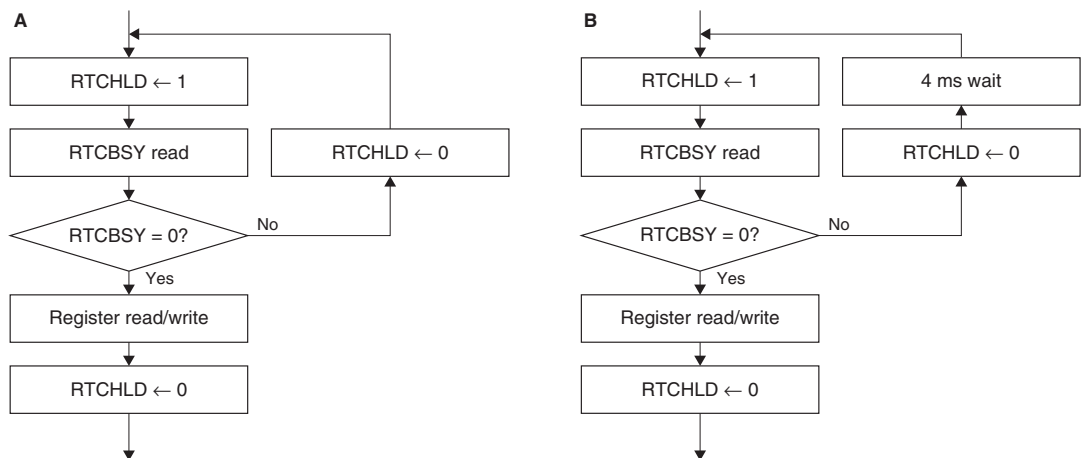 A
RTCHLD ← 1
RTCBSY read
RTCHLD ← 0
RTCBSY = 0?
No
Yes
Register read/write
RTCHLD ← 0
B
RTCHLD ← 1
4 ms wait
RTCBSY read
RTCHLD ← 0
RTCBSY = 0?
No
Yes
Register read/write
RTCHLD ← 0